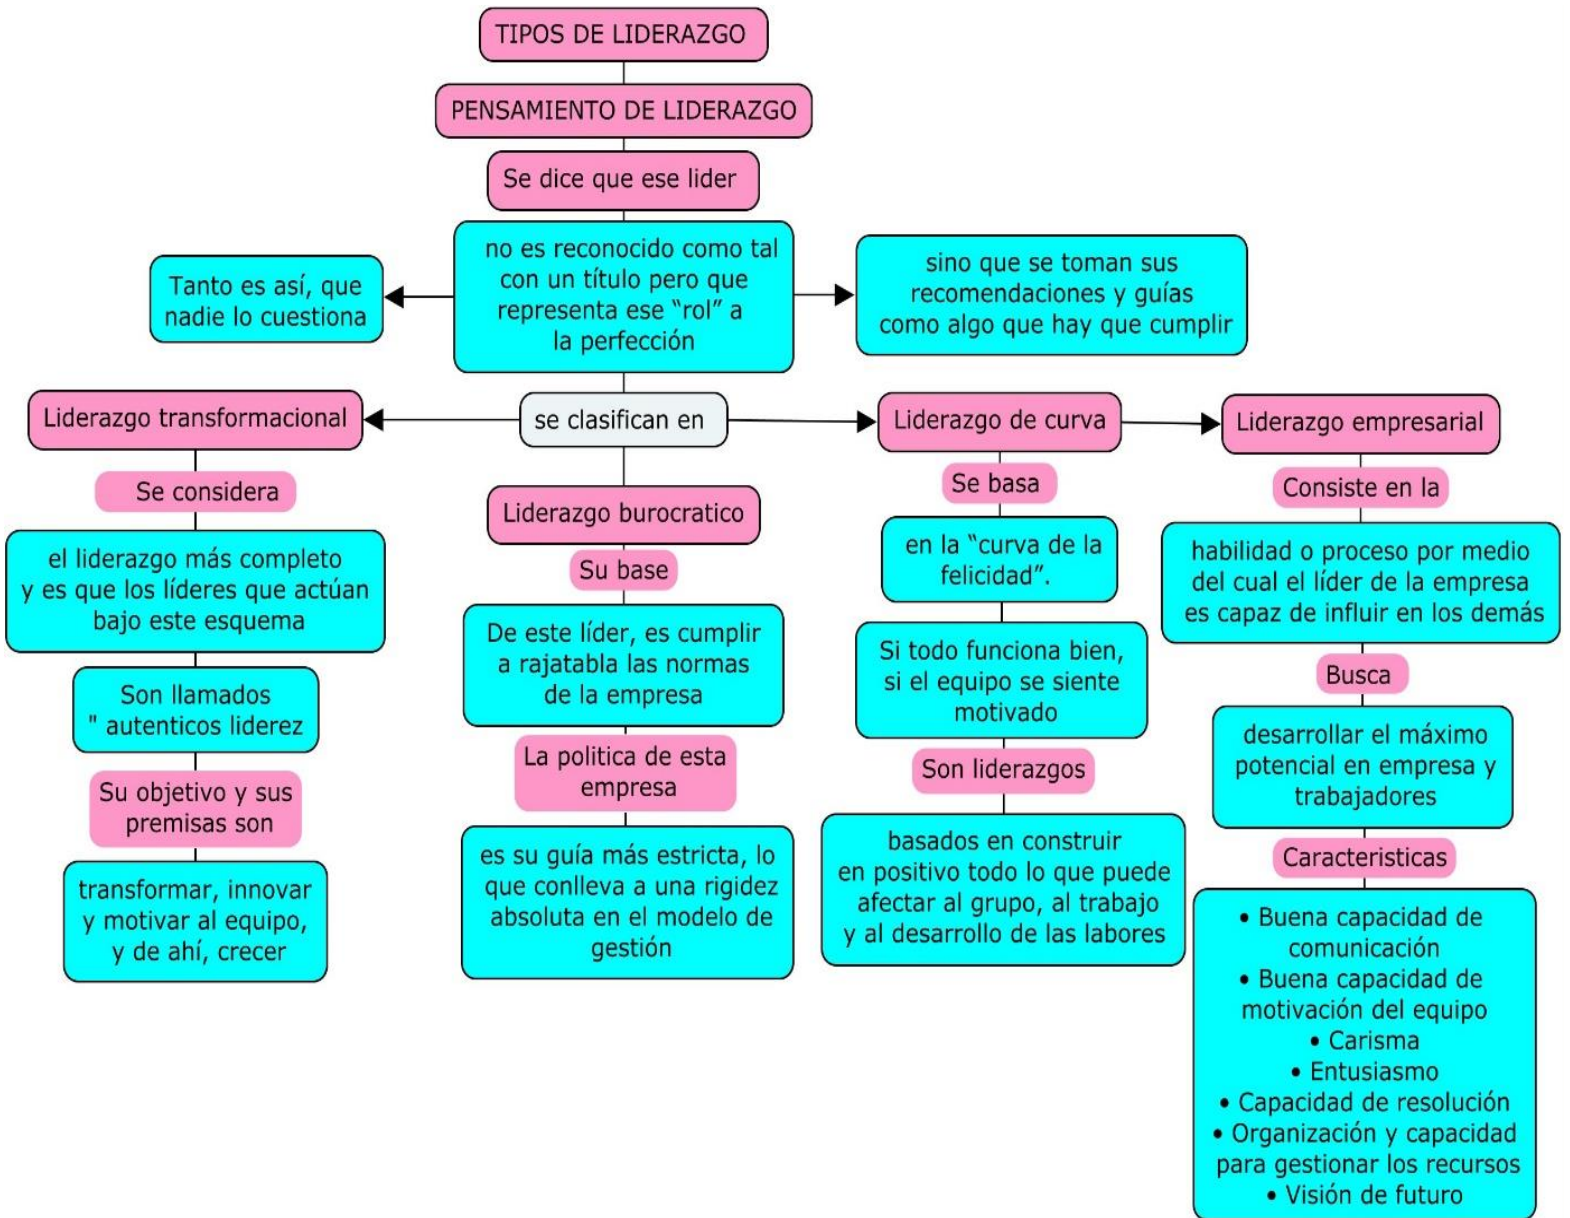 TIPOS DE LIDERAZGO
PENSAMIENTO DE LIDERAZGO
Se dice que ese lider
no es reconocido como tal
con un título pero que
representa ese “rol” a
la perfección
Tanto es así, que
nadie lo cuestiona
sino que se toman sus
recomendaciones y guías
como algo que hay que cumplir
se clasifican en
Liderazgo transformacional
Se considera
el liderazgo más completo
y es que los líderes que actúan
bajo este esquema
Son llamados
" autenticos liderez
Su objetivo y sus
premisas son
transformar, innovar
y motivar al equipo,
y de ahí, crecer
Liderazgo burocratico
Su base
De este líder, es cumplir
a rajatabla las normas
de la empresa
La politica de esta
empresa
es su guía más estricta, lo
que conlleva a una rigidez
absoluta en el modelo de
gestión
Liderazgo de curva
Se basa
en la “curva de la
felicidad”.
Si todo funciona bien,
si el equipo se siente
motivado
Son liderazgos
basados en construir
en positivo todo lo que puede
afectar al grupo, al trabajo
y al desarrollo de las labores
Liderazgo empresarial
Consiste en la
habilidad o proceso por medio
del cual el líder de la empresa
es capaz de influir en los demás
Busca
desarrollar el máximo
potencial en empresa y
trabajadores
Caracteristicas
• Buena capacidad de
comunicación
• Buena capacidad de
motivación del equipo
• Carisma
• Entusiasmo
• Capacidad de resolución
• Organización y capacidad
para gestionar los recursos
• Visión de futuro